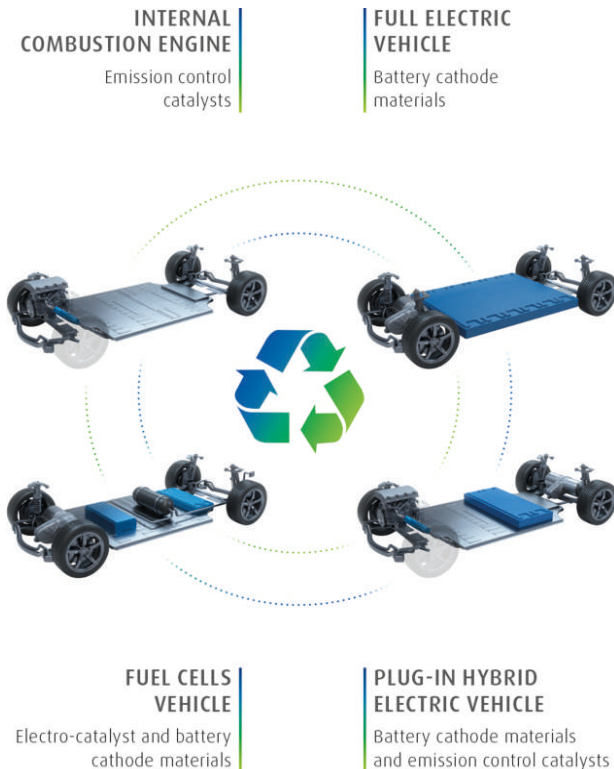 INTERNAL
COMBUSTION ENGINE
Emission control
catalysts
FULL ELECTRIC
VEHICLE
Battery cathode
materials
FUEL CELLS
VEHICLE
Electro-catalyst and battery
cathode materials
PLUG-IN HYBRID
ELECTRIC VEHICLE
Battery cathode materials
and emission control catalysts